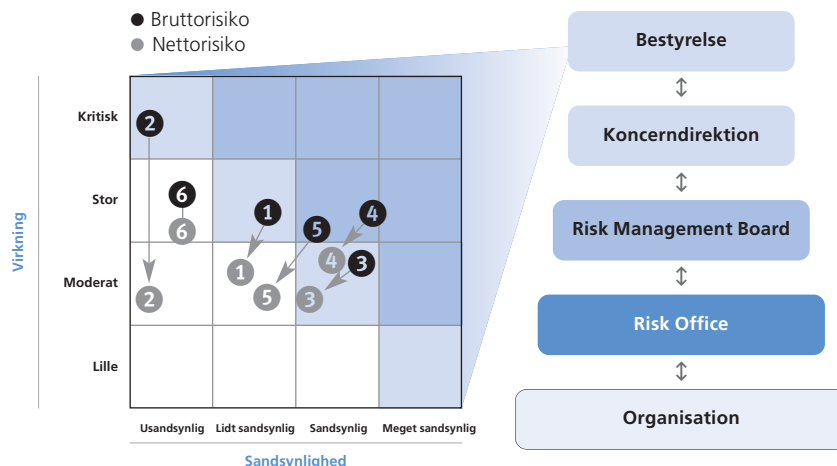 Bruttorisiko
Nettorisiko
Virkning
Kritisk
Stor
Moderat
Lille
2
6
6
1
4
5
4
3
1
5
3
2
Usandsynlig
Lidt sandsynlig
Sandsynlig
Meget sandsynlig
Sandsynlighed
Bestyrelse
Koncerndirektion
Risk Management Board
Risk Office
Organisation